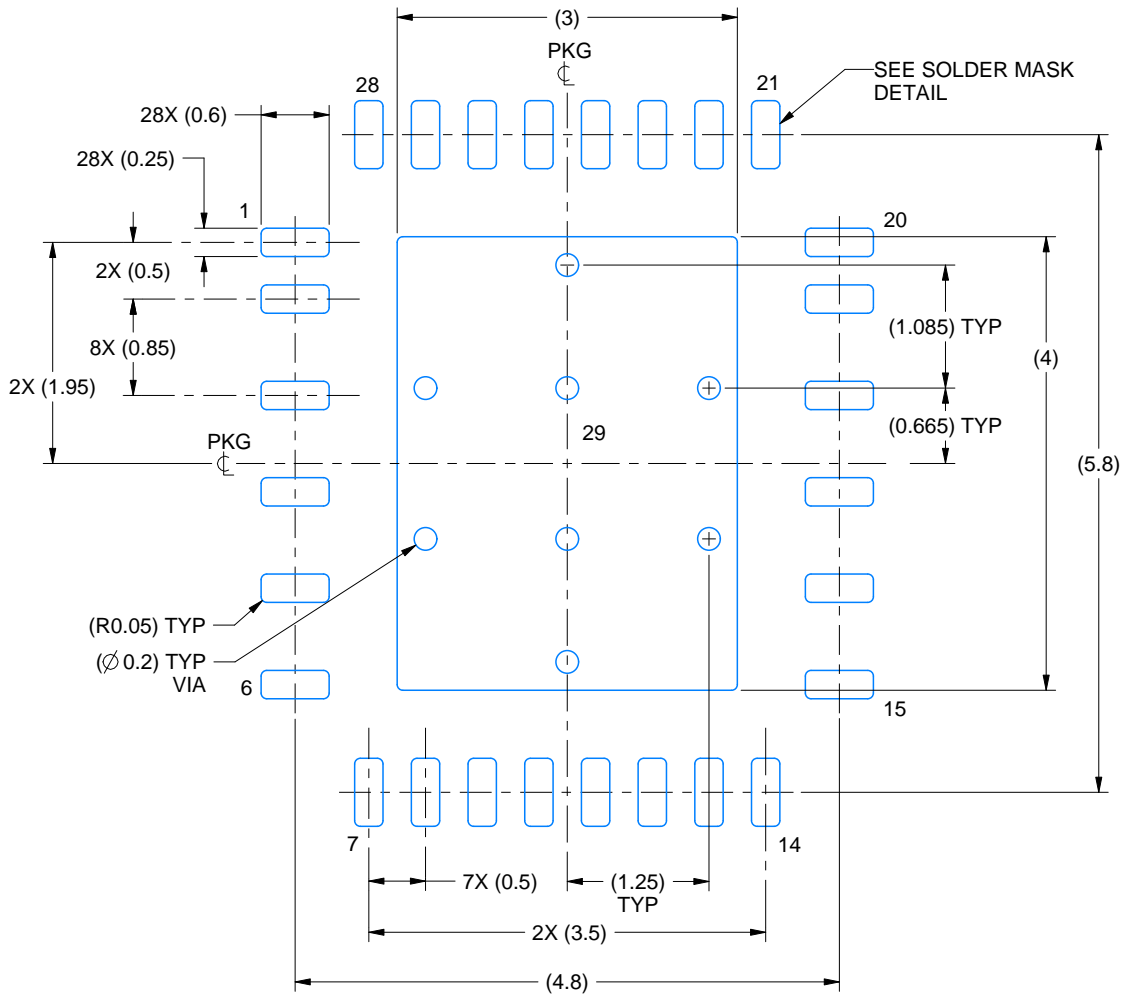 (3)
PKG
℄
28
21
SEE SOLDER MASK
DETAIL
28X (0.6)
28X (0.25)
1
20
2X (0.5)
(1.085) TYP
8X (0.85)
(4)
2X (1.95)
(0.665) TYP
29
PKG
℄
(5.8)
(R0.05) TYP
(∅ 0.2) TYP
VIA
6
15
7
14
7X (0.5)
(1.25)
TYP
2X (3.5)
(4.8)